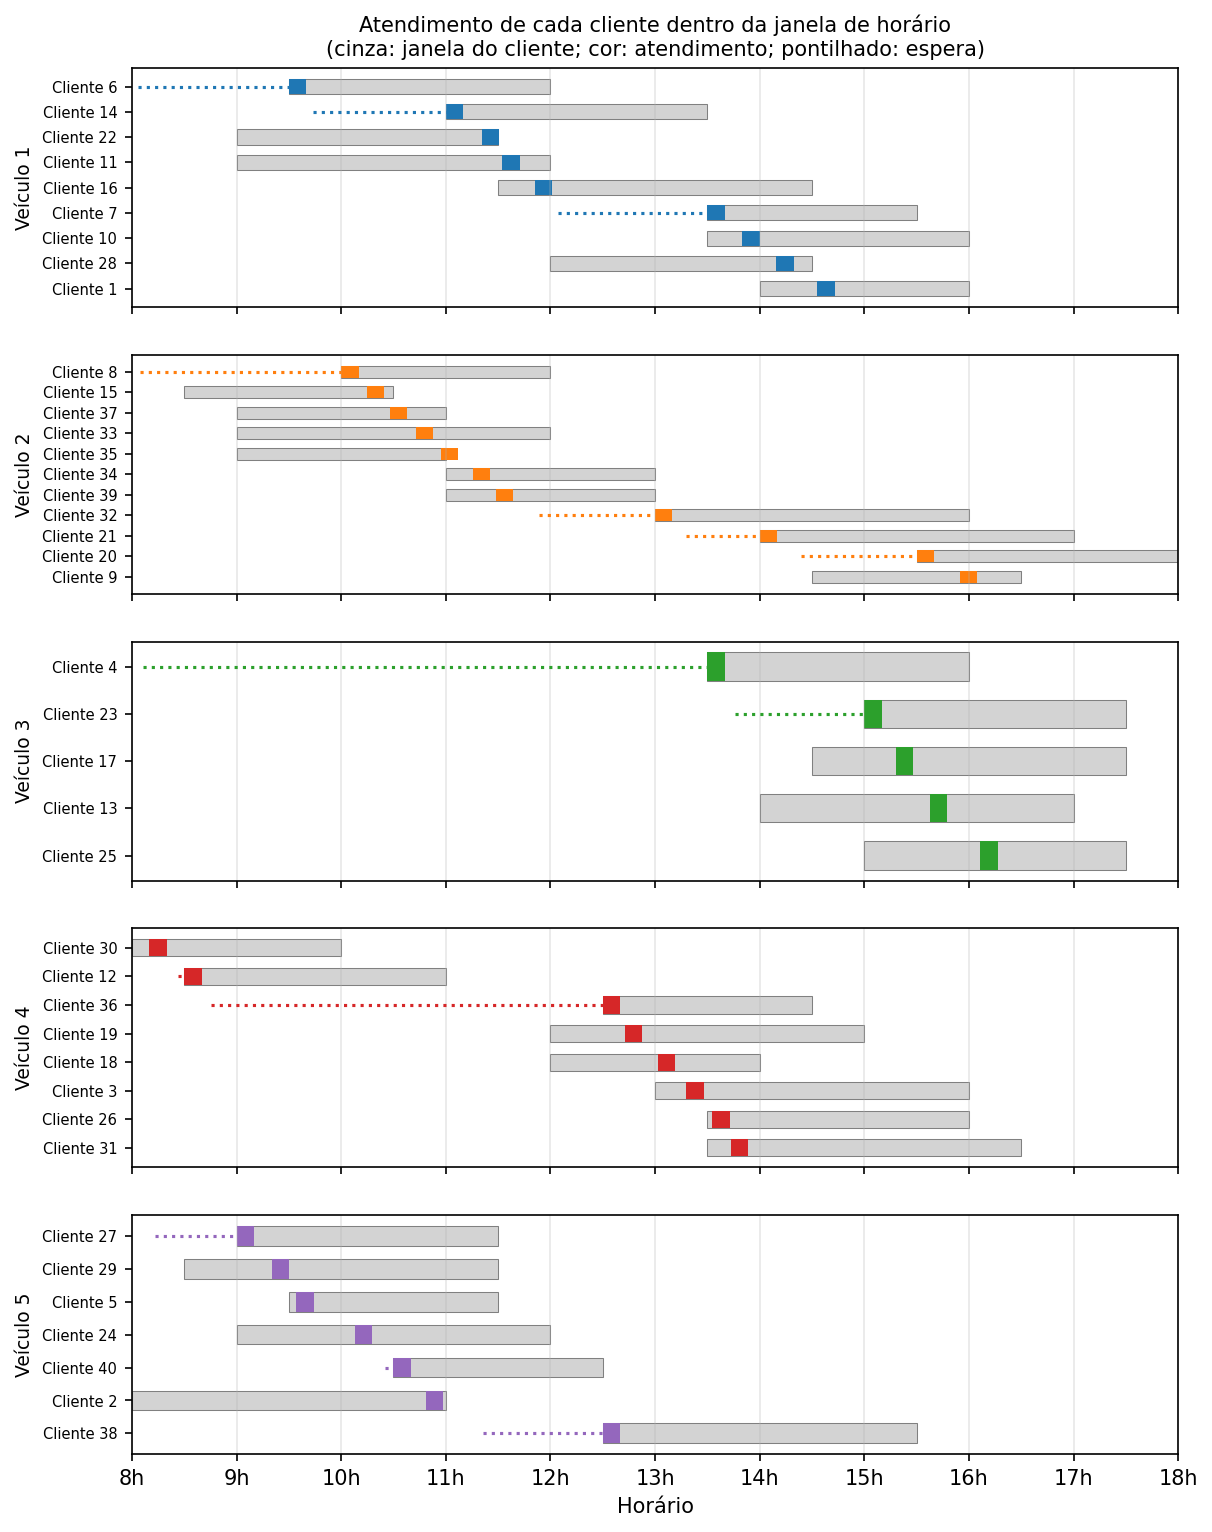 Atendimento de cada cliente dentro da janela de horário
(cinza: janela do cliente; cor: atendimento; pontilhado: espera)
Veículo 1
Cliente 6
Cliente 14
Cliente 22
Cliente 11
Cliente 16
Cliente 7
Cliente 10
Cliente 28
Cliente 1
Veículo 2
Cliente 8
Cliente 15
Cliente 37
Cliente 33
Cliente 35
Cliente 34
Cliente 39
Cliente 32
Cliente 21
Cliente 20
Cliente 9
Veículo 3
Cliente 4
Cliente 23
Cliente 17
Cliente 13
Cliente 25
Veículo 4
Cliente 30
Cliente 12
Cliente 36
Cliente 19
Cliente 18
Cliente 3
Cliente 26
Cliente 31
Veículo 5
Cliente 27
Cliente 29
Cliente 5
Cliente 24
Cliente 40
Cliente 2
Cliente 38
8h 9h 10h 11h 12h 13h 14h 15h 16h 17h 18h
Horário